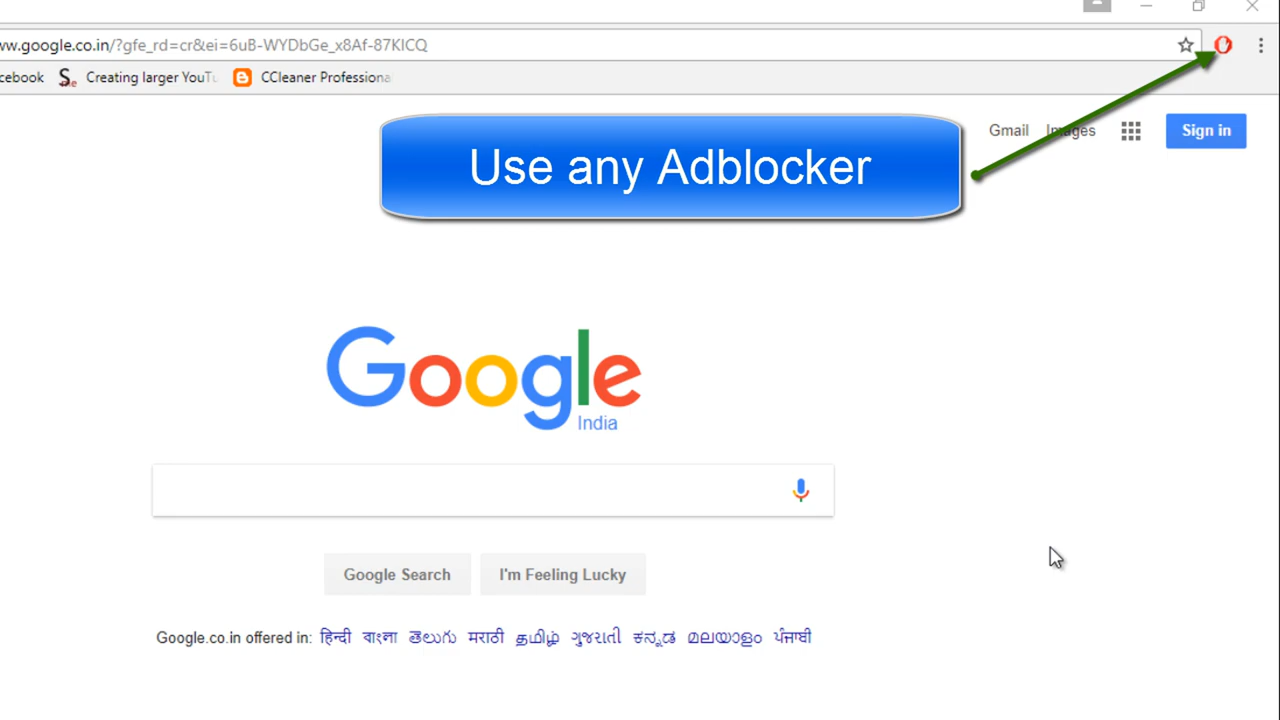 ww.google.co.in/?gfe_rd=cr&ei=6uB-WYDbGe_x8Af-87KICQ
cebook Creating larger YouTu CCleaner Professiona
Gmail Images Sign in
Use any Adblocker
Google
India
Google Search I'm Feeling Lucky
Google.co.in offered in: हिन्दी বাংলা తెలుగు मराठी தமிழ் ગુજરાતી ಕನ್ನಡ മലയാളം ਪੰਜਾਬੀ